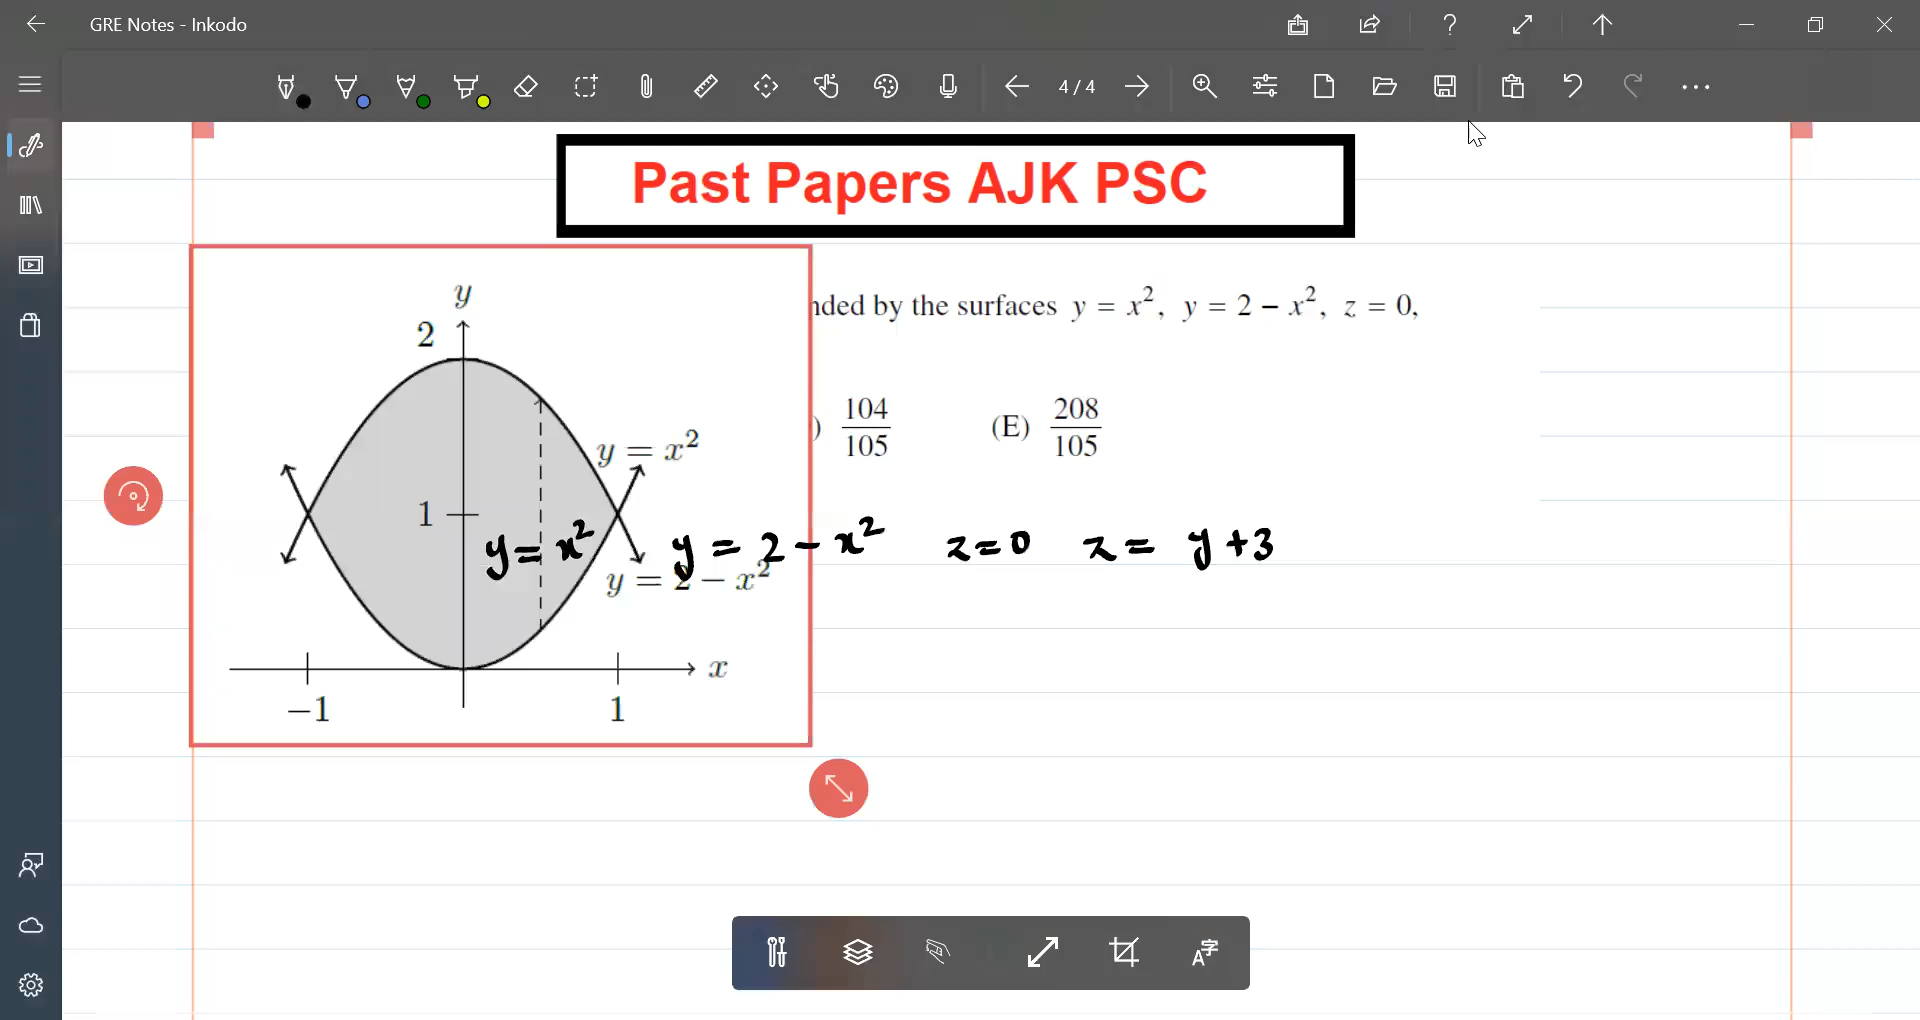 GRE Notes - Inkodo
4 / 4
Past Papers AJK PSC
y
2
nded by the surfaces y = x², y = 2 − x², z = 0,
) 104/105 (E) 208/105
y = x²
1
y = x² y = 2 − x² z = 0 z = y + 3
y = 2 − x²
x
−1 1